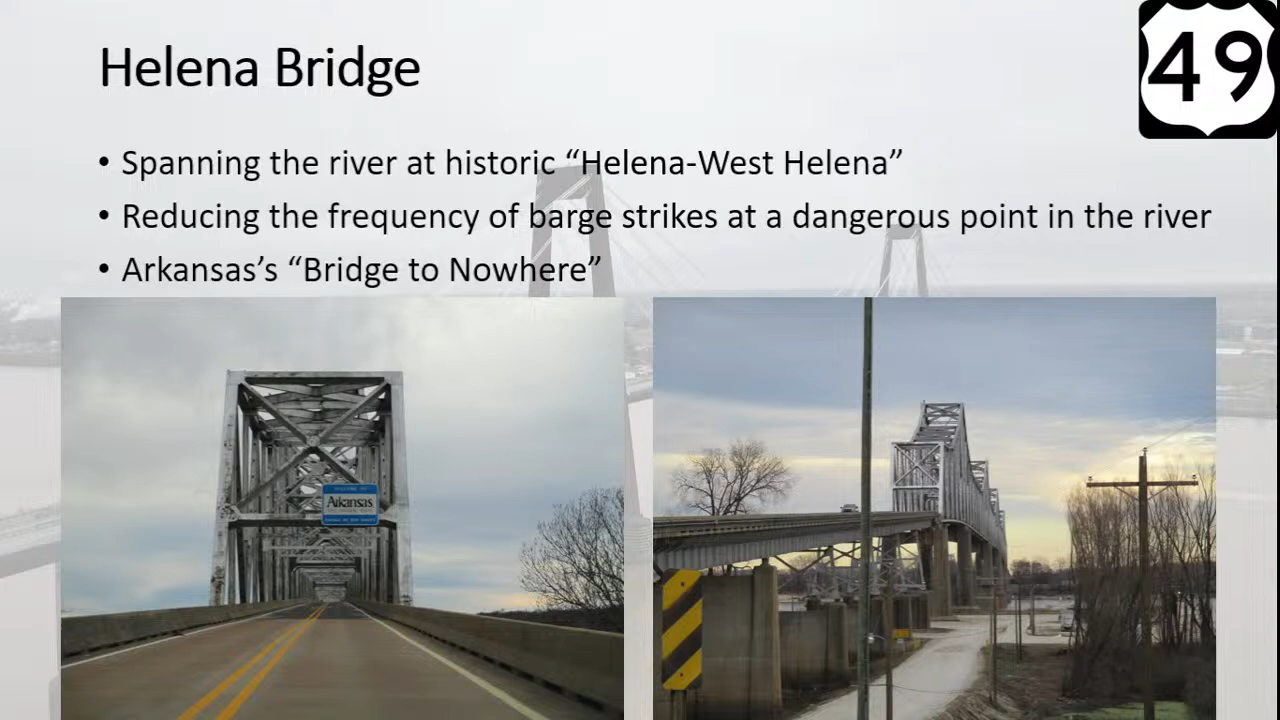 Helena Bridge
49
• Spanning the river at historic “Helena-West Helena”
• Reducing the frequency of barge strikes at a dangerous point in the river
• Arkansas’s “Bridge to Nowhere”
Arkansas